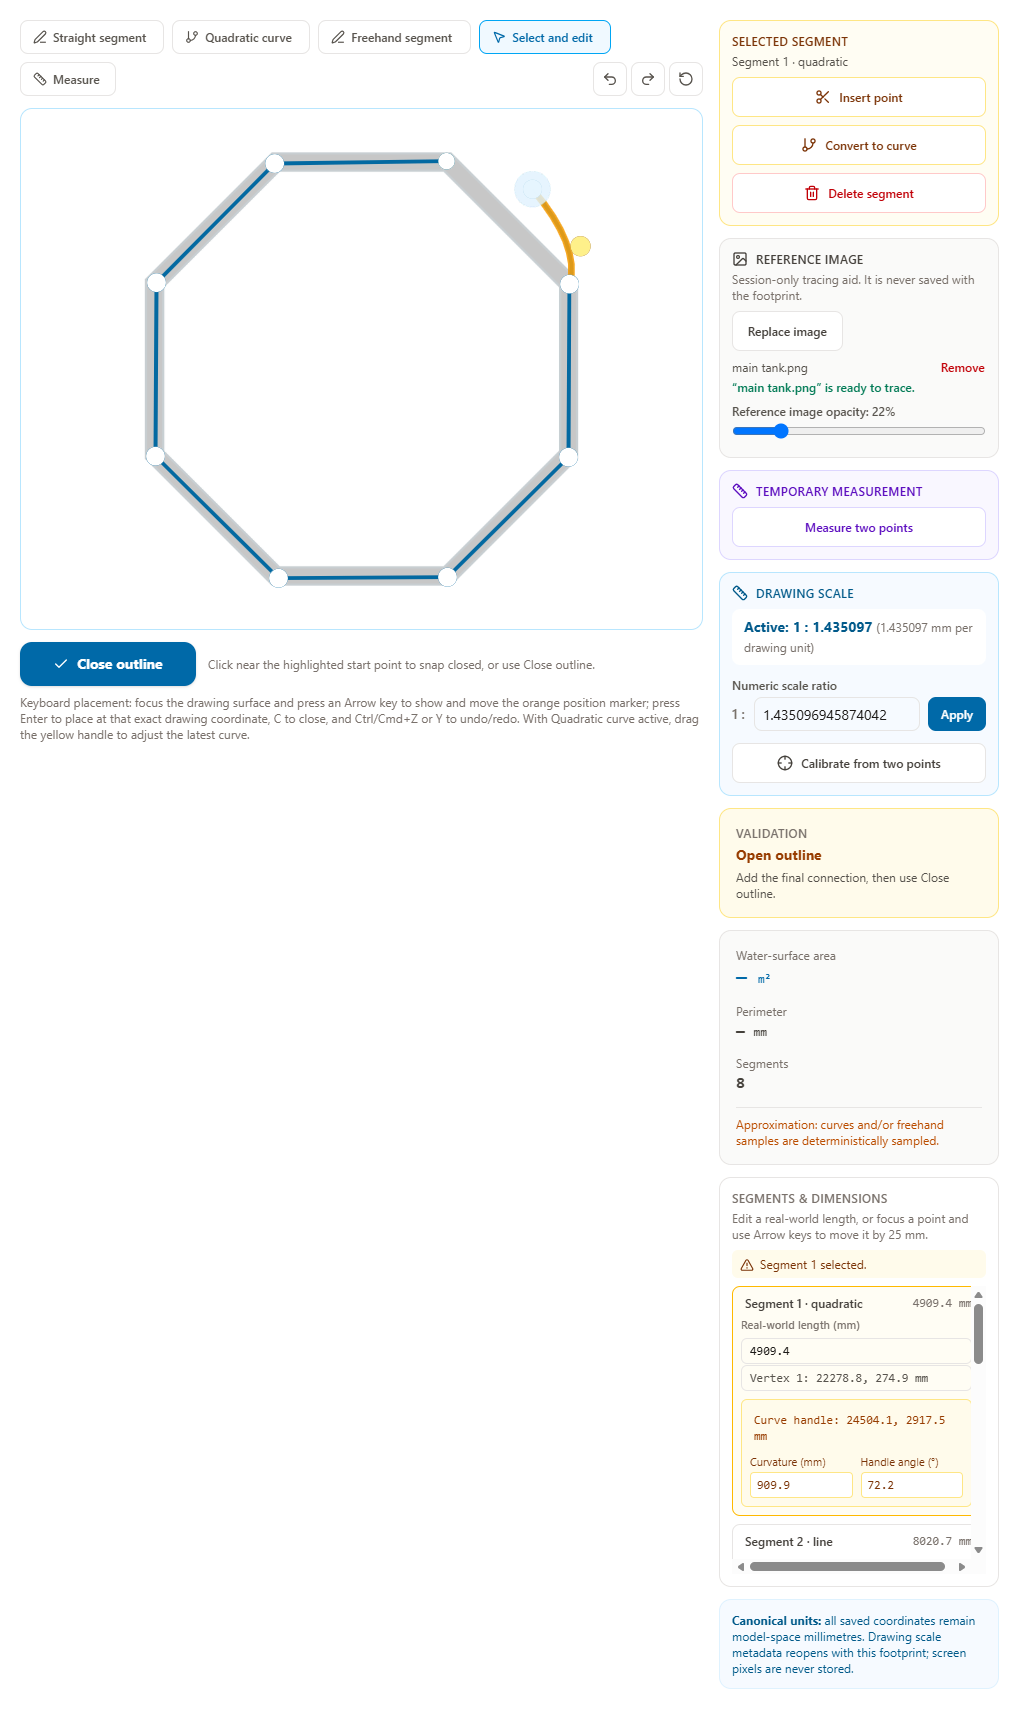 Straight segment
Quadratic curve
Freehand segment
Select and edit
Measure
Close outline
Click near the highlighted start point to snap closed, or use Close outline.
Keyboard placement: focus the drawing surface and press an Arrow key to show and move the orange position marker; press
Enter to place at that exact drawing coordinate, C to close, and Ctrl/Cmd+Z or Y to undo/redo. With Quadratic curve active, drag
the yellow handle to adjust the latest curve.
SELECTED SEGMENT
Segment 1 · quadratic
Insert point
Convert to curve
Delete segment
REFERENCE IMAGE
Session-only tracing aid. It is never saved with
the footprint.
Replace image
main tank.png
Remove
“main tank.png” is ready to trace.
Reference image opacity: 22%
TEMPORARY MEASUREMENT
Measure two points
DRAWING SCALE
Active: 1 : 1.435097 (1.435097 mm per
drawing unit)
Numeric scale ratio
1 : 1.435096945874042
Apply
Calibrate from two points
VALIDATION
Open outline
Add the final connection, then use Close
outline.
Water-surface area
— m²
Perimeter
— mm
Segments
8
Approximation: curves and/or freehand
samples are deterministically sampled.
SEGMENTS & DIMENSIONS
Edit a real-world length, or focus a point and
use Arrow keys to move it by 25 mm.
Segment 1 selected.
Segment 1 · quadratic 4909.4 mm
Real-world length (mm)
4909.4
Vertex 1: 22278.8, 274.9 mm
Curve handle: 24504.1, 2917.5
mm
Curvature (mm) Handle angle (°)
909.9 72.2
Segment 2 · line 8020.7 mm
Canonical units: all saved coordinates remain
model-space millimetres. Drawing scale
metadata reopens with this footprint; screen
pixels are never stored.